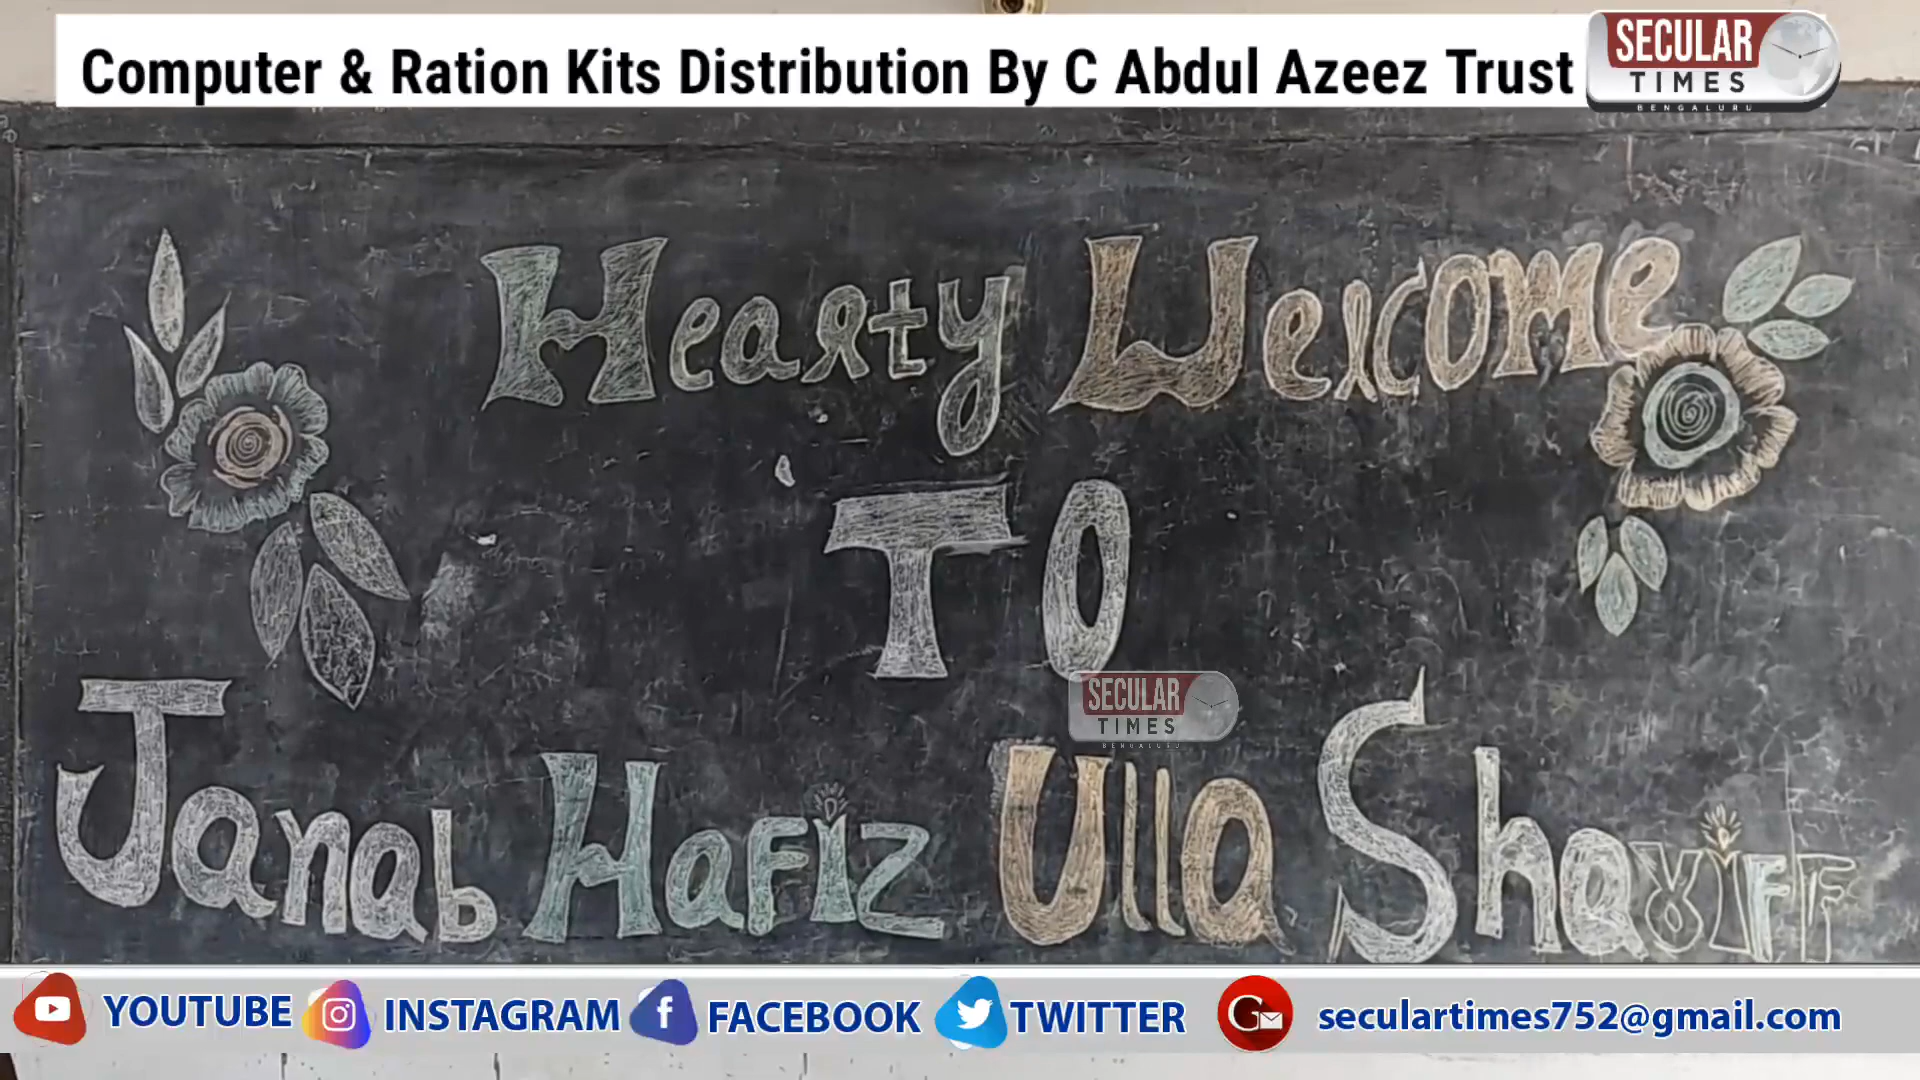 Computer & Ration Kits Distribution By C Abdul Azeez Trust
SECULAR
TIMES
BENGALURU
Hearty Welcome
TO
SECULAR
TIMES
BENGALURU
Janab Hafiz Ulla Shariff
YOUTUBE INSTAGRAM FACEBOOK TWITTER seculartimes752@gmail.com